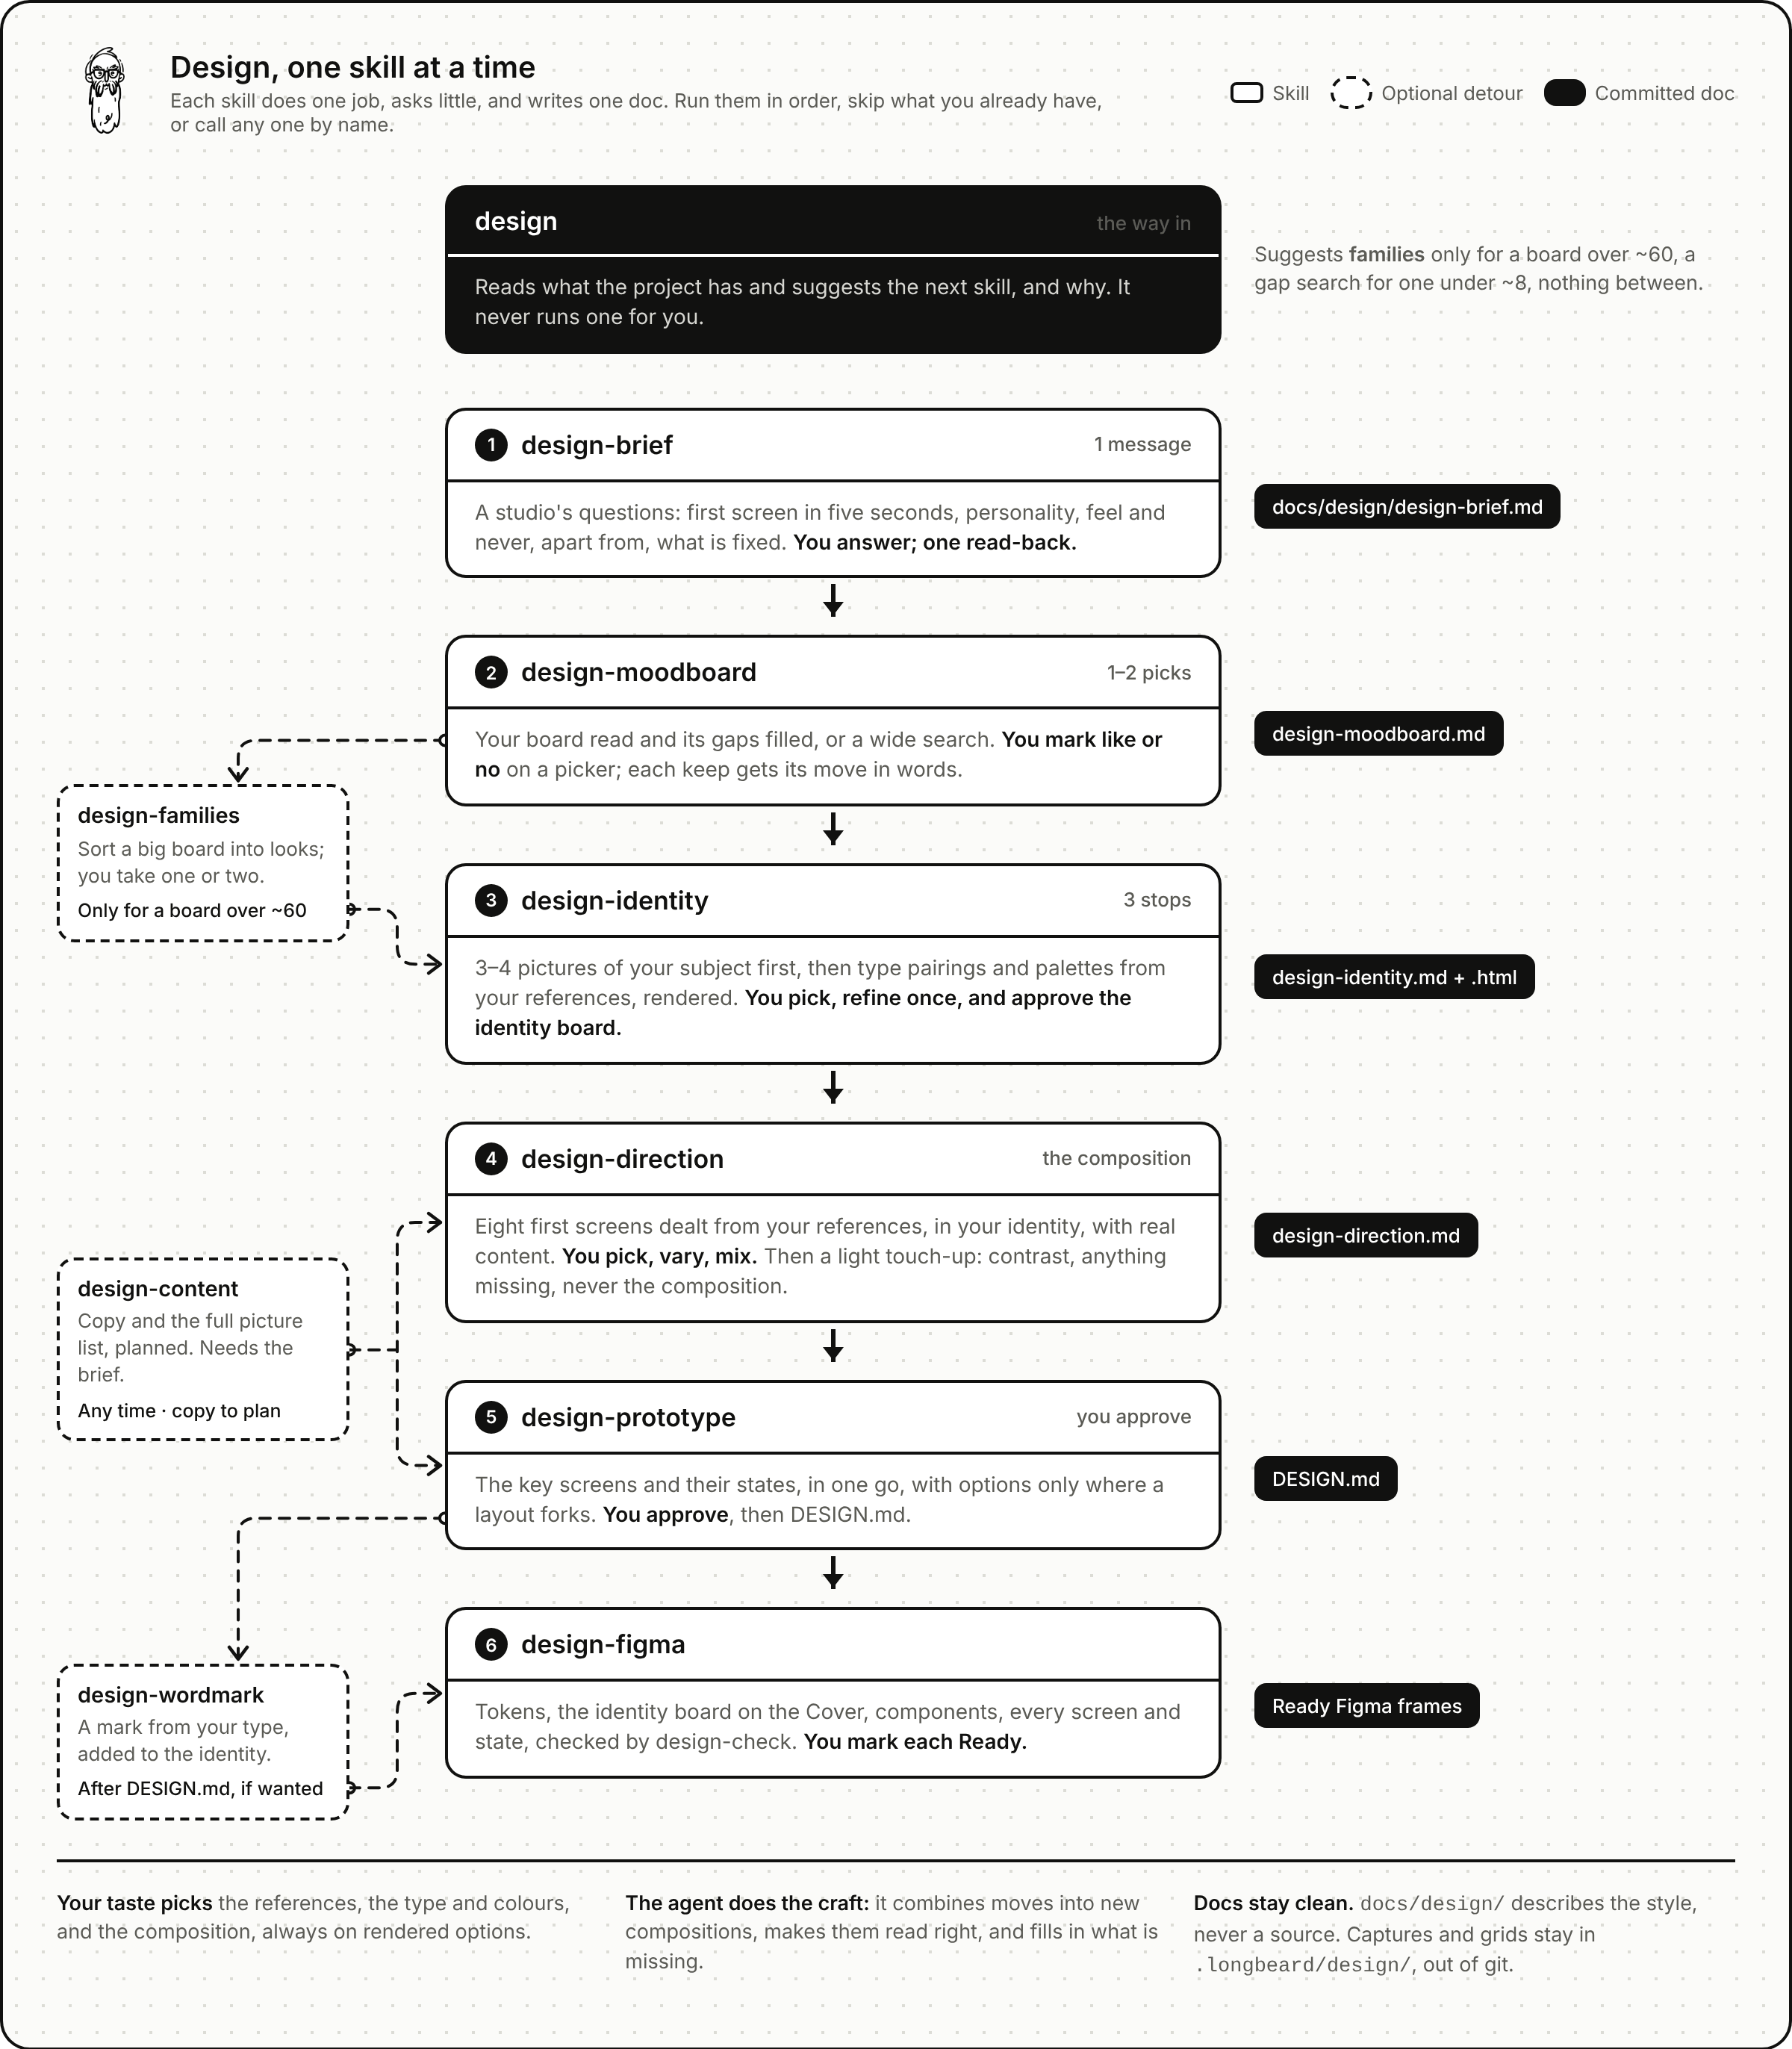 Design, one skill at a time
Each skill does one job, asks little, and writes one doc. Run them in order, skip what you already have,
or call any one by name.
Skill
Optional detour
Committed doc
design
the way in
Reads what the project has and suggests the next skill, and why. It
never runs one for you.
Suggests families only for a board over ~60, a
gap search for one under ~8, nothing between.
1 design-brief
1 message
A studio's questions: first screen in five seconds, personality, feel and
never, apart from, what is fixed. You answer; one read-back.
docs/design/design-brief.md
2 design-moodboard
1–2 picks
Your board read and its gaps filled, or a wide search. You mark like or
no on a picker; each keep gets its move in words.
design-moodboard.md
design-families
Sort a big board into looks;
you take one or two.
Only for a board over ~60
3 design-identity
3 stops
3–4 pictures of your subject first, then type pairings and palettes from
your references, rendered. You pick, refine once, and approve the
identity board.
design-identity.md + .html
4 design-direction
the composition
Eight first screens dealt from your references, in your identity, with real
content. You pick, vary, mix. Then a light touch-up: contrast, anything
missing, never the composition.
design-direction.md
design-content
Copy and the full picture
list, planned. Needs the
brief.
Any time · copy to plan
5 design-prototype
you approve
The key screens and their states, in one go, with options only where a
layout forks. You approve, then DESIGN.md.
DESIGN.md
6 design-figma
Tokens, the identity board on the Cover, components, every screen and
state, checked by design-check. You mark each Ready.
Ready Figma frames
design-wordmark
A mark from your type,
added to the identity.
After DESIGN.md, if wanted
Your taste picks the references, the type and colours,
and the composition, always on rendered options.
The agent does the craft: it combines moves into new
compositions, makes them read right, and fills in what is
missing.
Docs stay clean. docs/design/ describes the style,
never a source. Captures and grids stay in
.longbeard/design/, out of git.